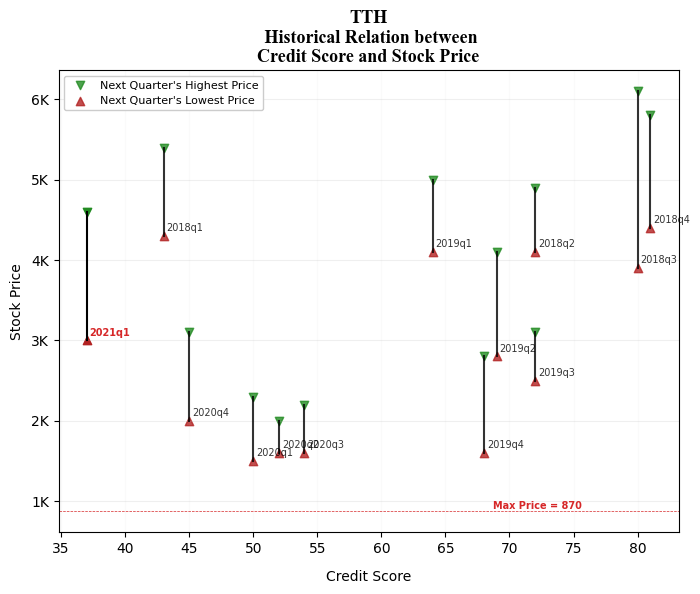 TTH
Historical Relation between
Credit Score and Stock Price
Next Quarter's Highest Price
Next Quarter's Lowest Price
6K
5K
4K
3K
2K
1K
Stock Price
2018q1
2021q1
2020q4
2020q1
2020q2
2020q3
2019q1
2019q2
2019q4
2018q2
2019q3
2018q3
2018q4
Max Price = 870
35 40 45 50 55 60 65 70 75 80
Credit Score